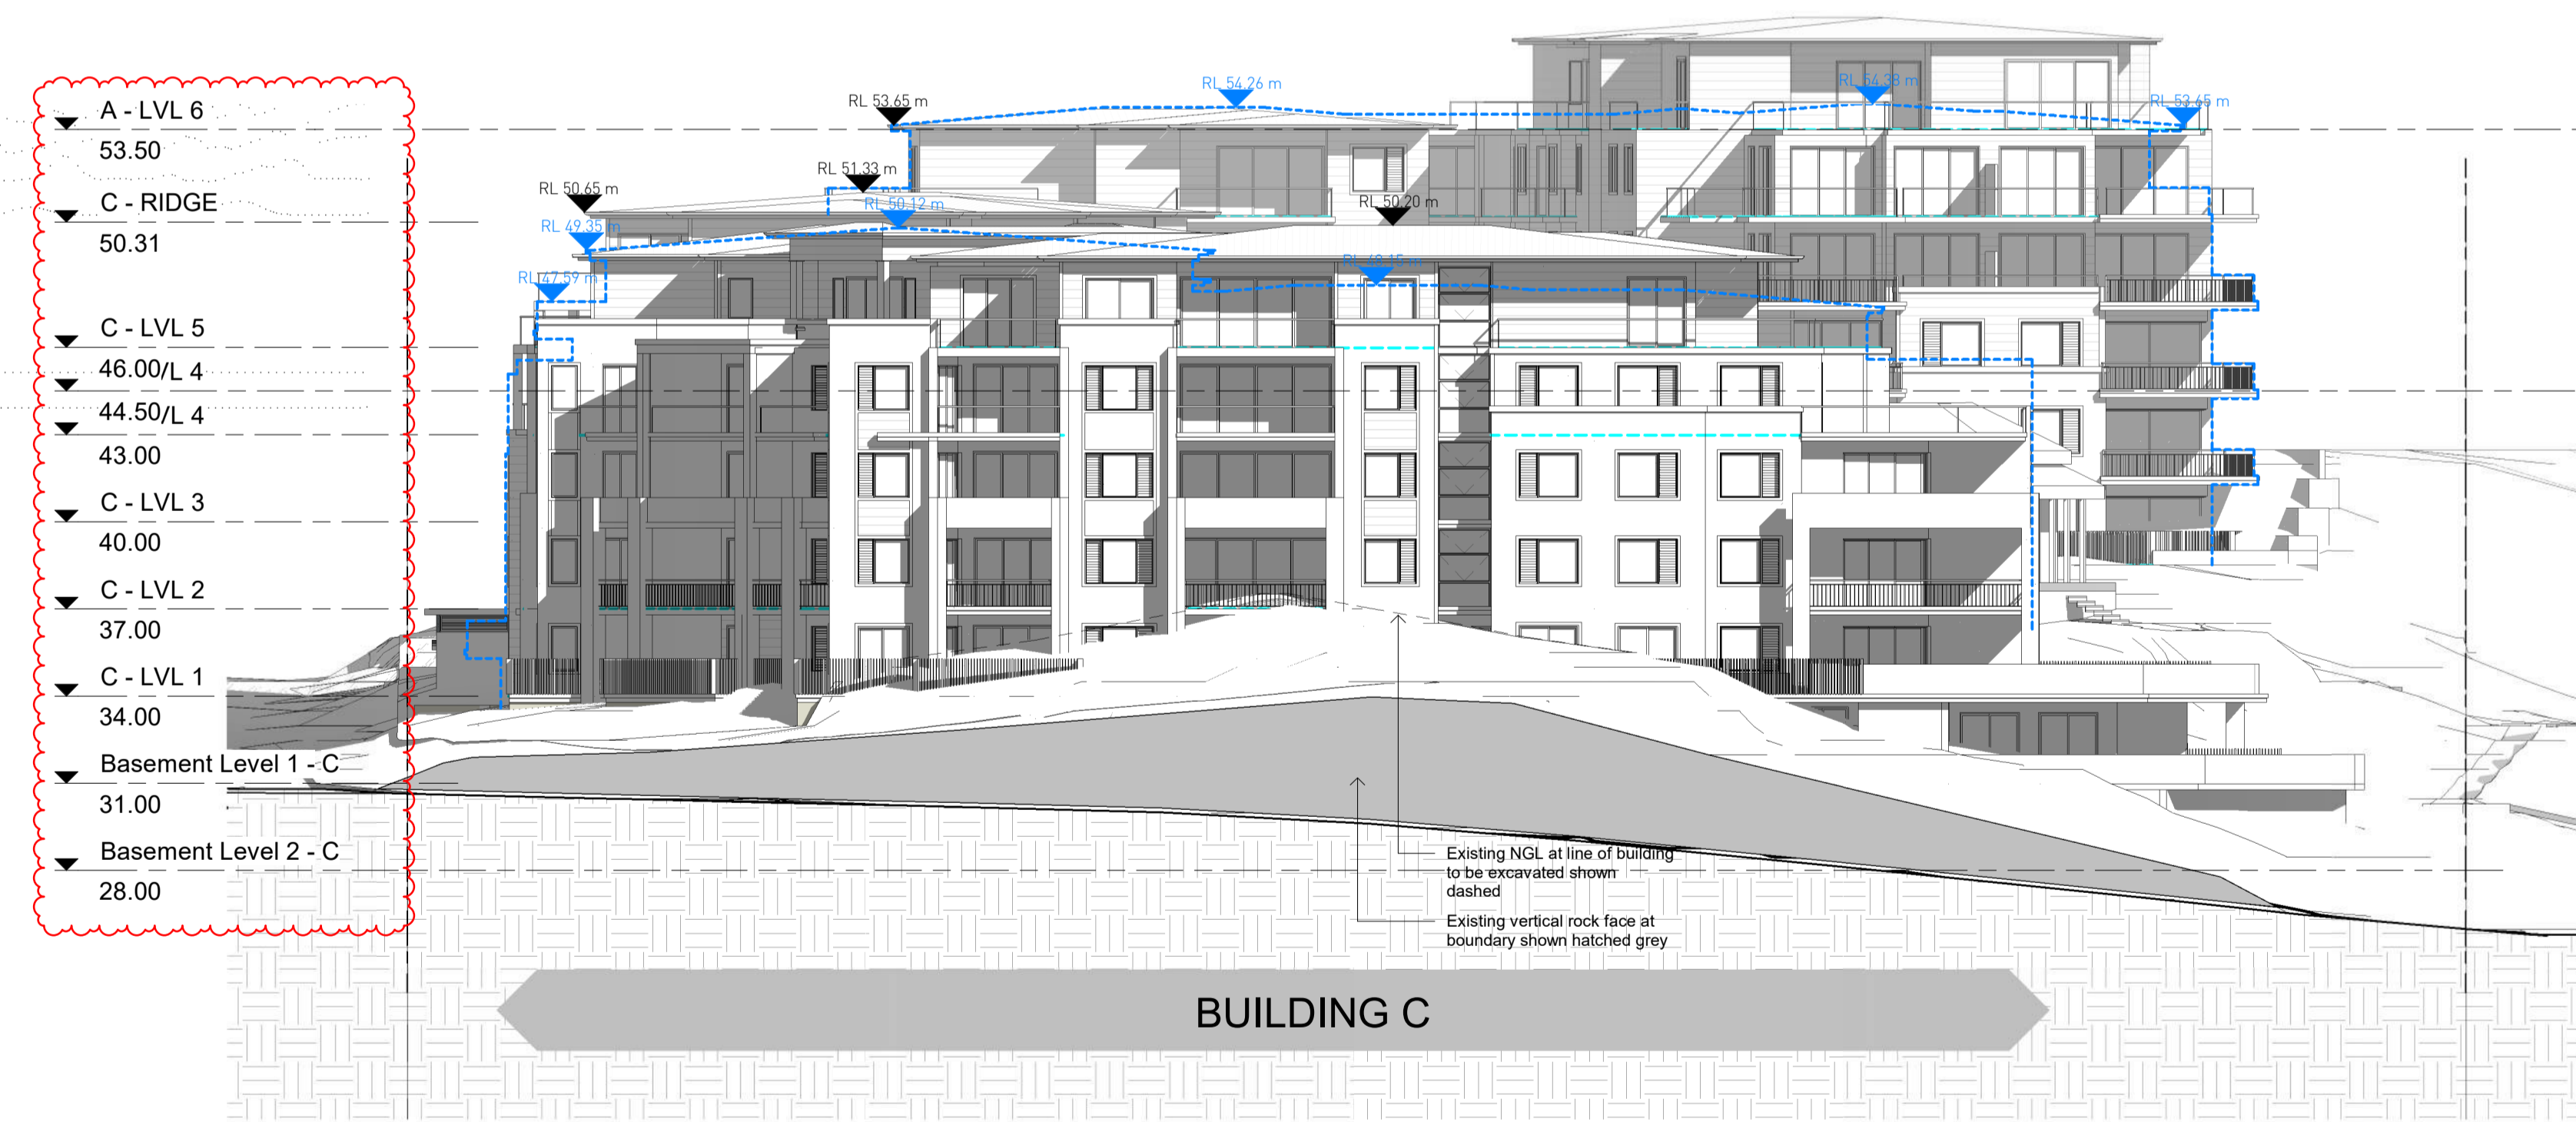 A - LVL 6
53.50
C - RIDGE
50.31
C - LVL 5
46.00/L 4
44.50/L 4
43.00
C - LVL 3
40.00
C - LVL 2
37.00
C - LVL 1
34.00
Basement Level 1 - C
31.00
Basement Level 2 - C
28.00
RL 54.26 m
RL 54.38 m
RL 53.65 m
RL 53.65 m
RL 51.33 m
RL 50.65 m
RL 50.12 m
RL 50.20 m
RL 49.35 m
RL 48.15 m
RL 47.59 m
Existing NGL at line of building
to be excavated shown
dashed
Existing vertical rock face at
boundary shown hatched grey
BUILDING C